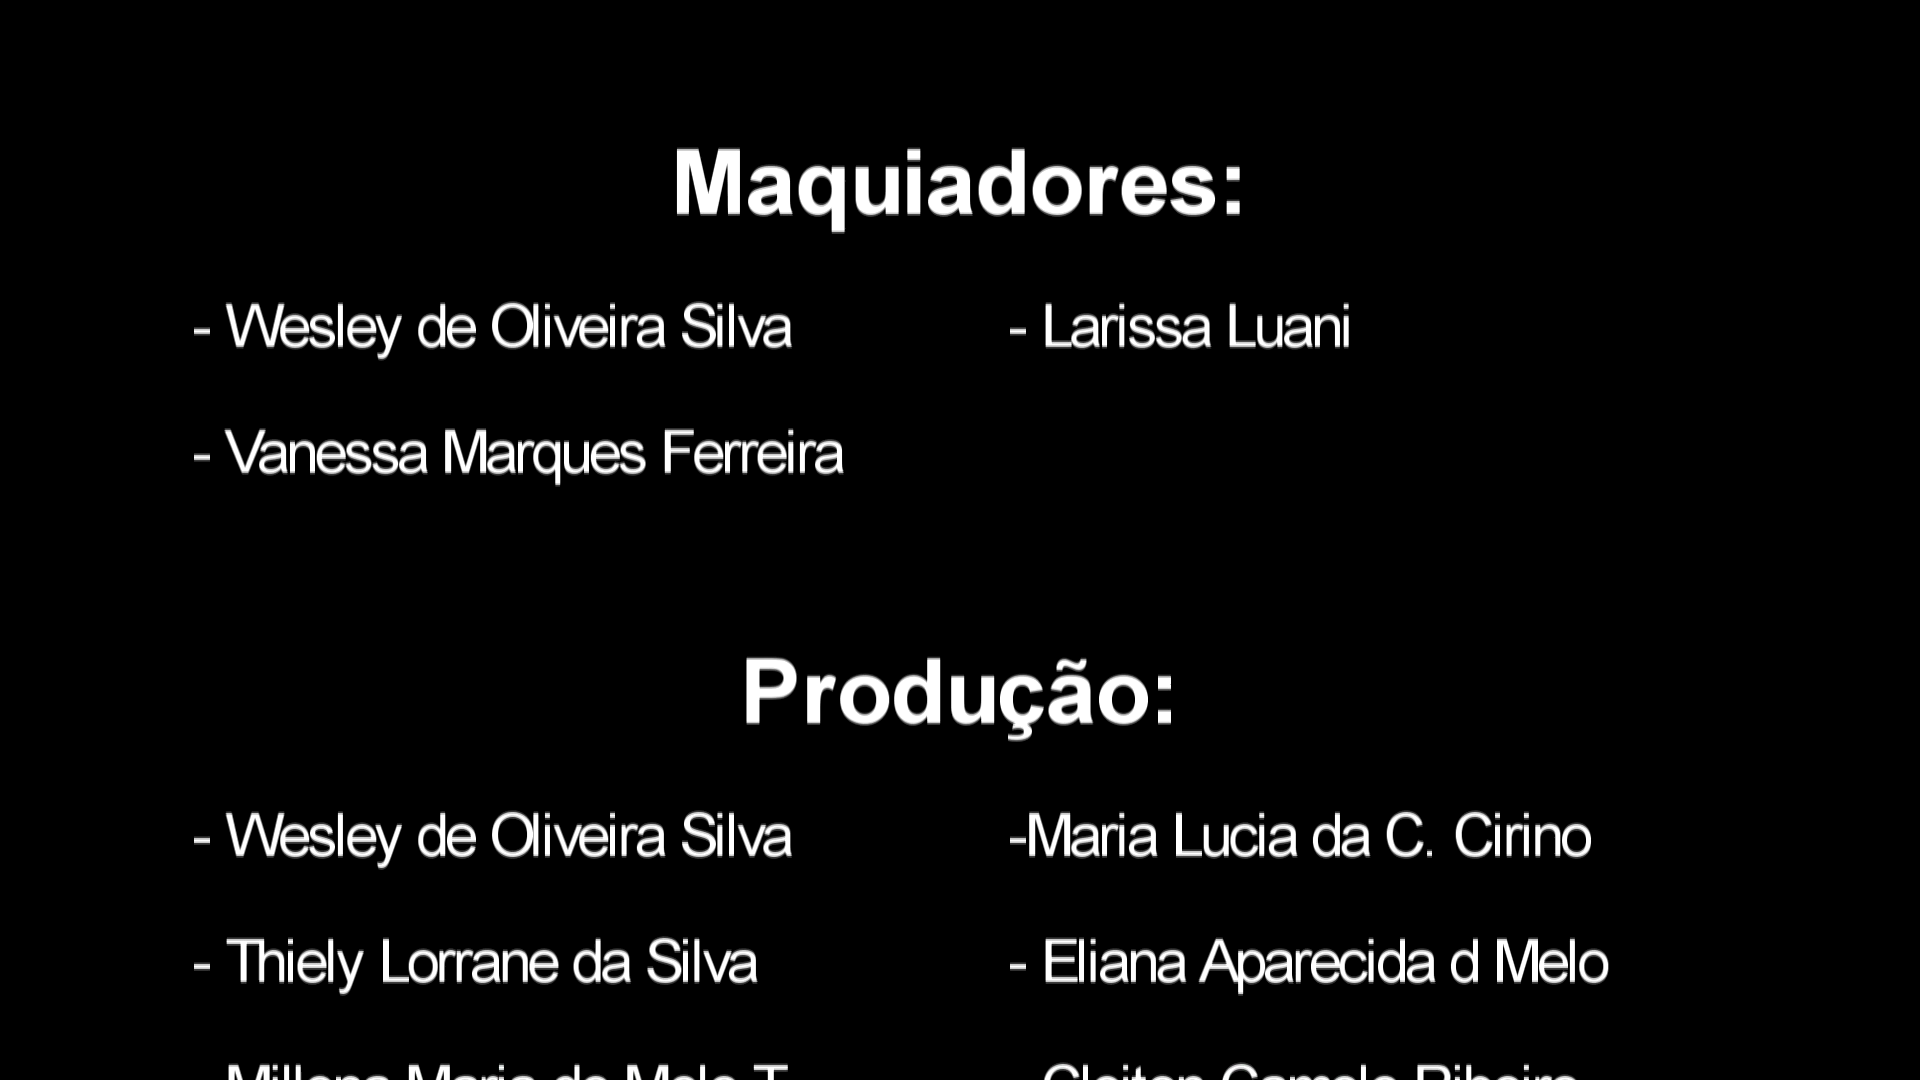 Maquiadores:
- Wesley de Oliveira Silva
- Larissa Luani
- Vanessa Marques Ferreira
Produção:
- Wesley de Oliveira Silva
-Maria Lucia da C. Cirino
- Thiely Lorrane da Silva
- Eliana Aparecida d Melo